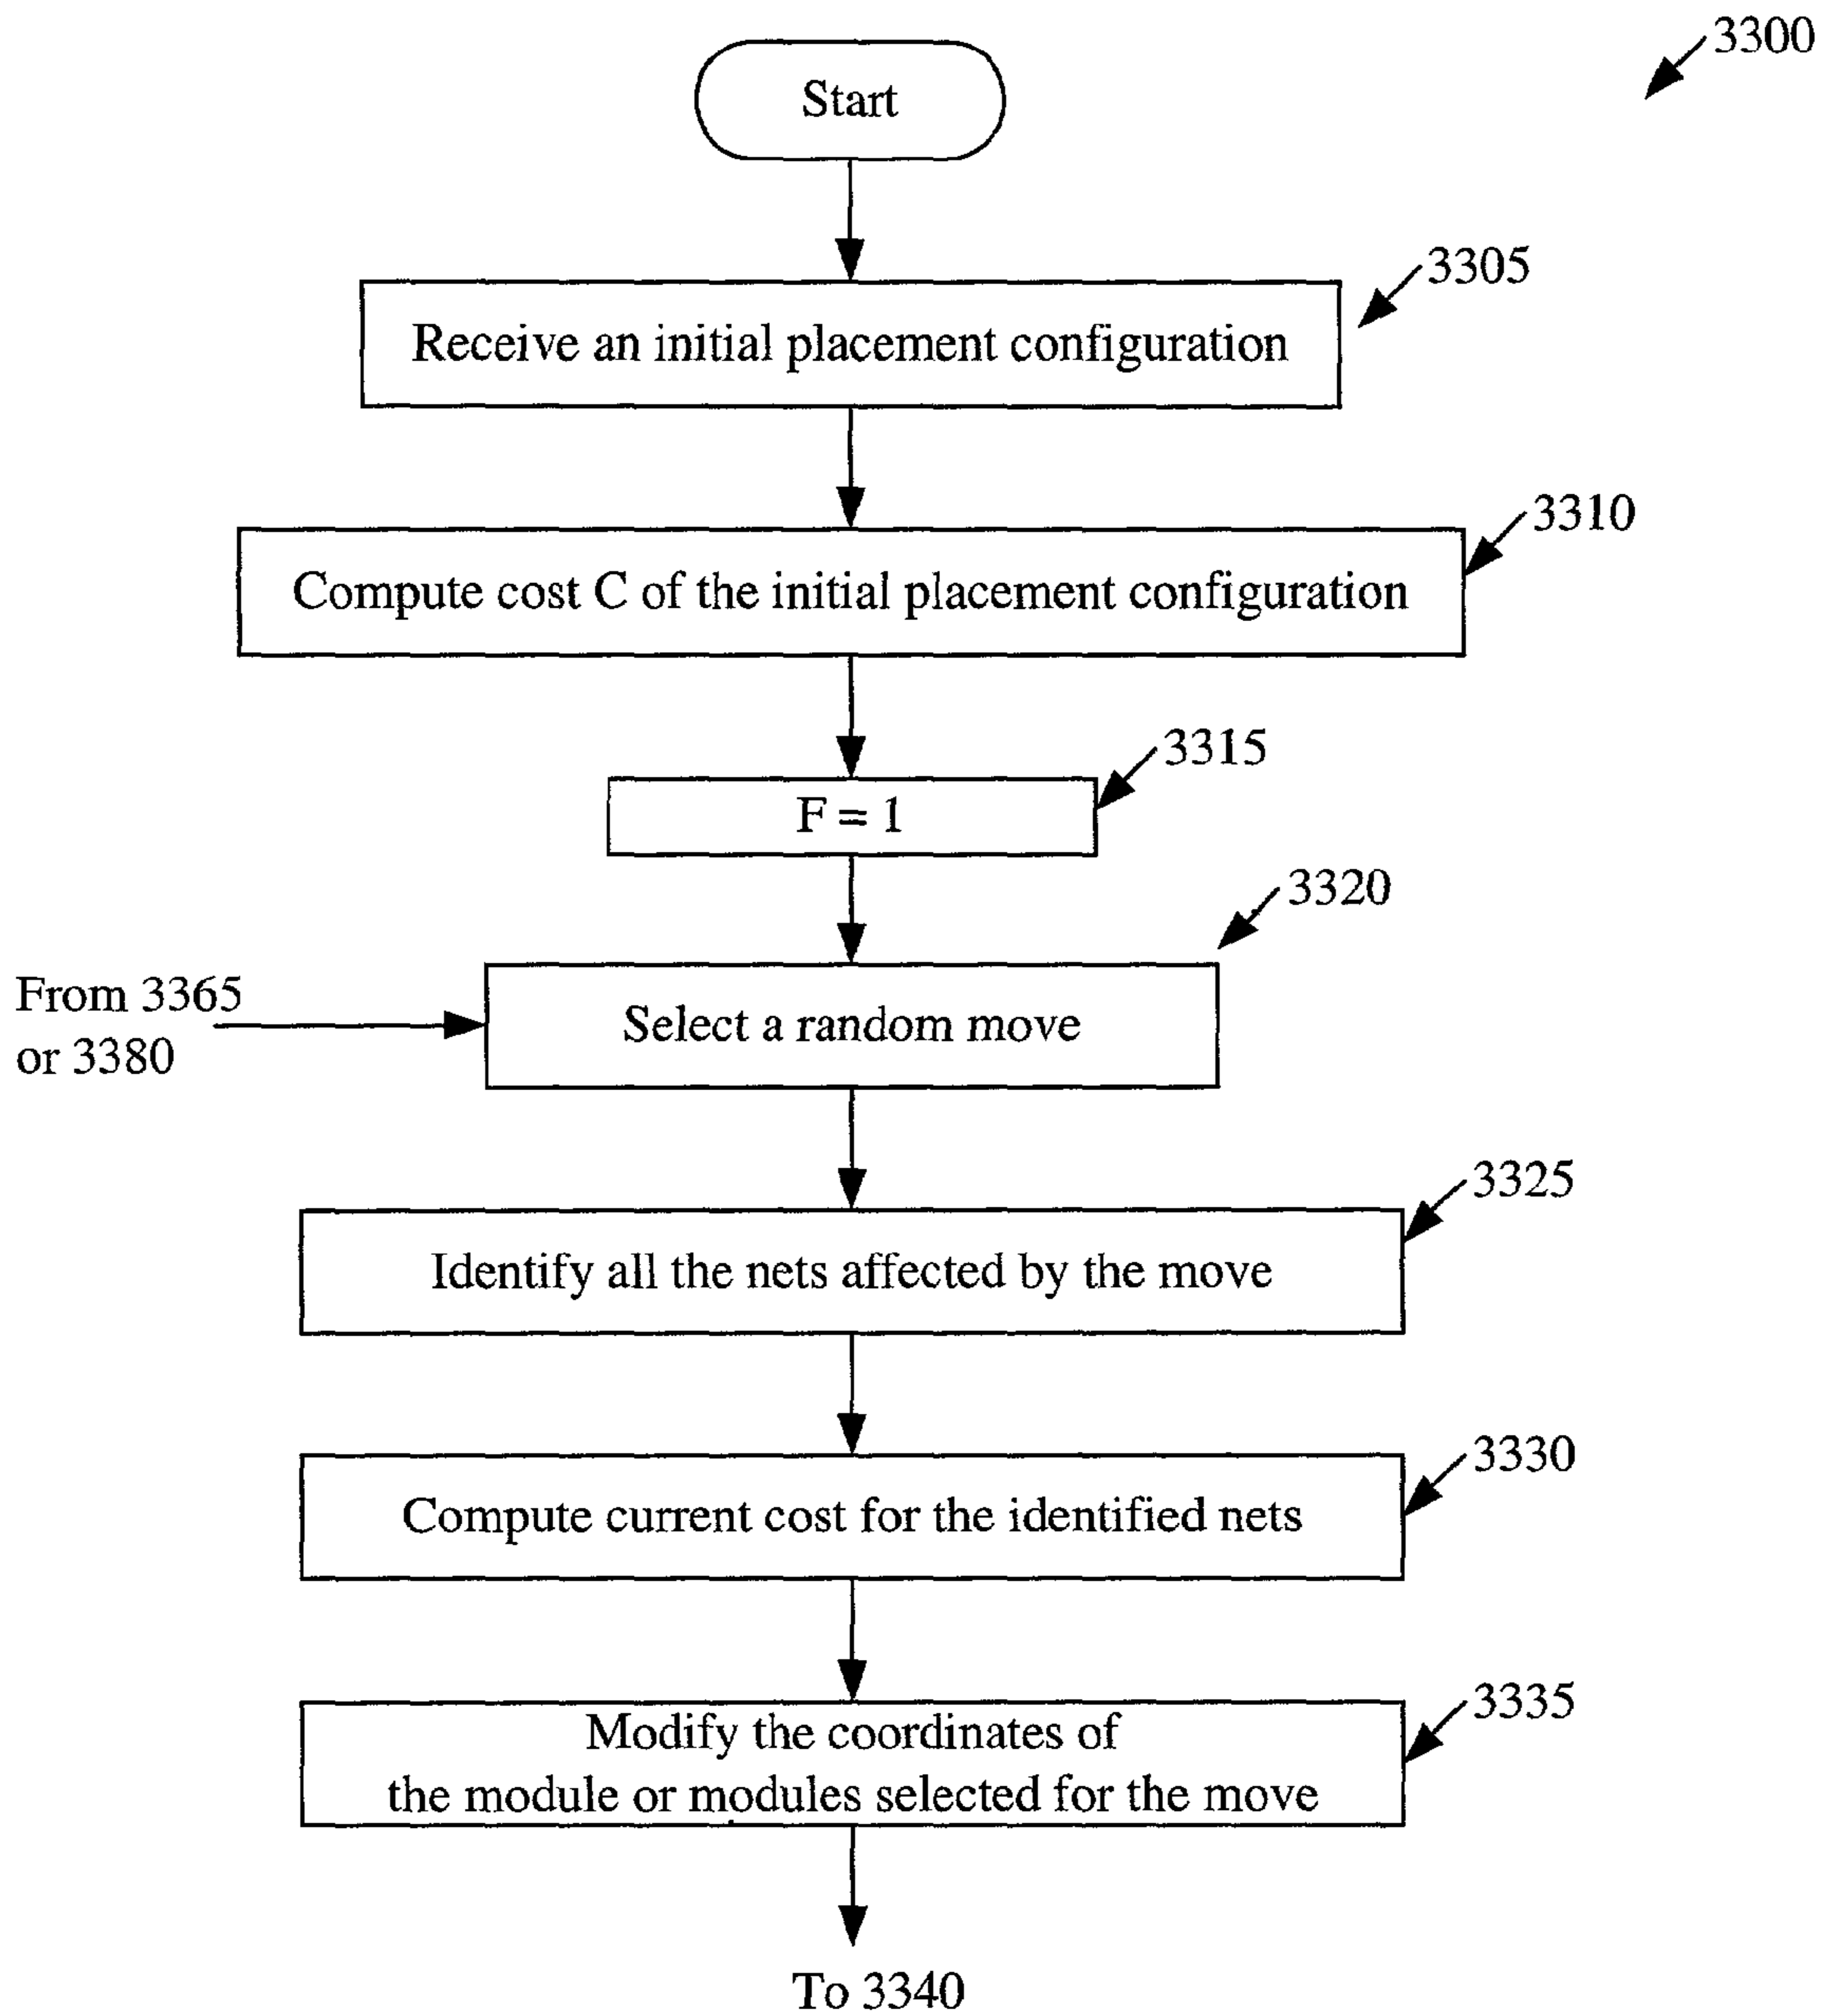 3300
Start
3305
Receive an initial placement configuration
3310
Compute cost C of the initial placement configuration
3315
F = 1
3320
From 3365
or 3380
Select a random move
3325
Identify all the nets affected by the move
3330
Compute current cost for the identified nets
3335
Modify the coordinates of
the module or modules selected for the move
To 3340